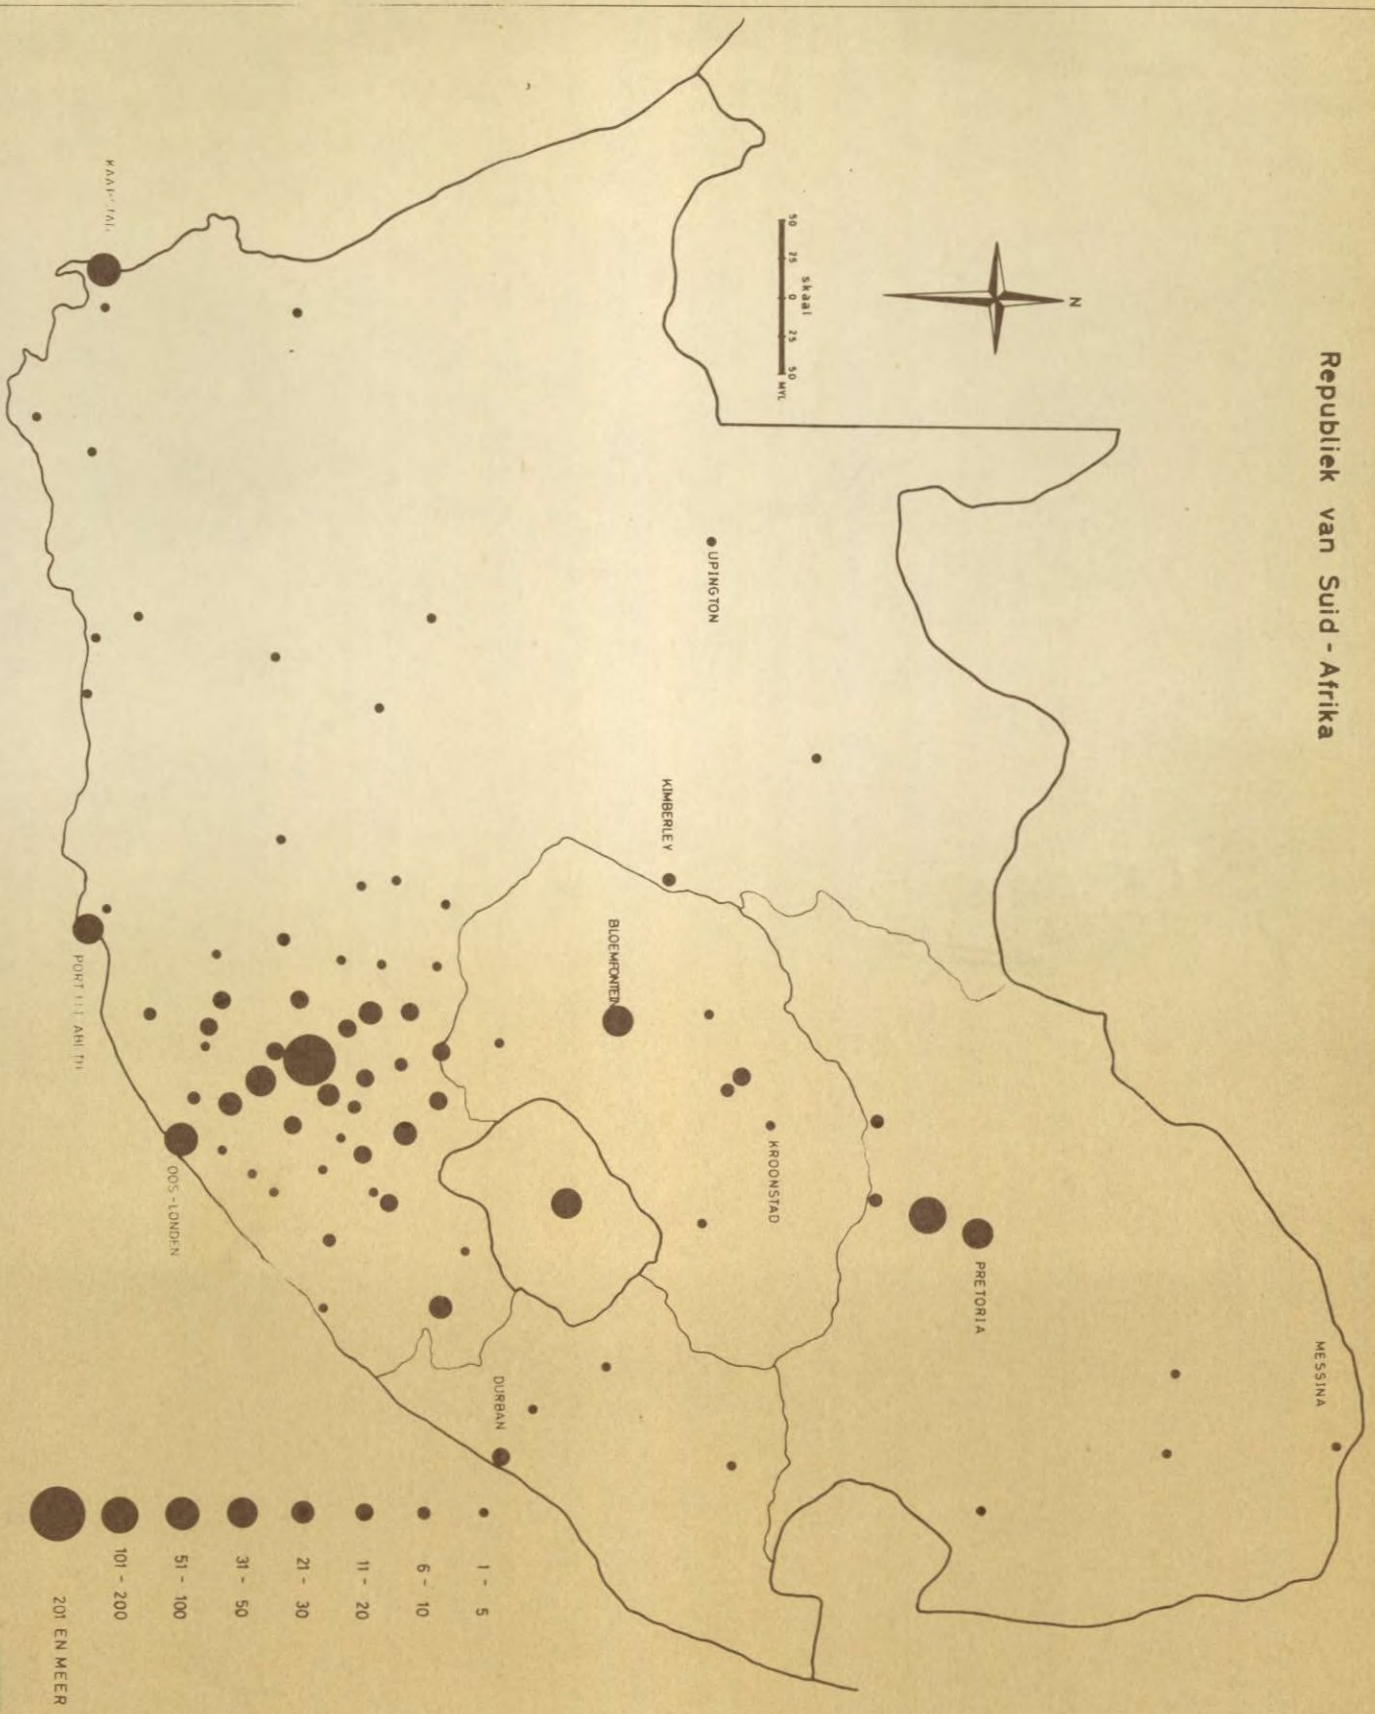 Republiek van Suid - Afrika
N
skaal
50 25 0 25 50 MYL
MESSINA
PRETORIA
UPINGTON
KROONSTAD
KIMBERLEY
BLOEMFONTEIN
DURBAN
OOS-LONDEN
1 - 5
6 - 10
11 - 20
21 - 30
31 - 50
51 - 100
101 - 200
201 EN MEER